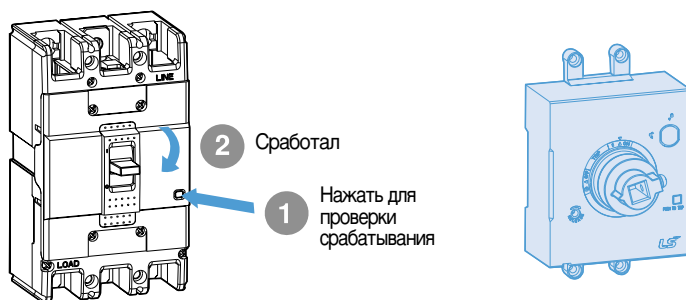 LINE
2 Сработал
1 Нажать для
проверки
срабатывания
LOAD
LS